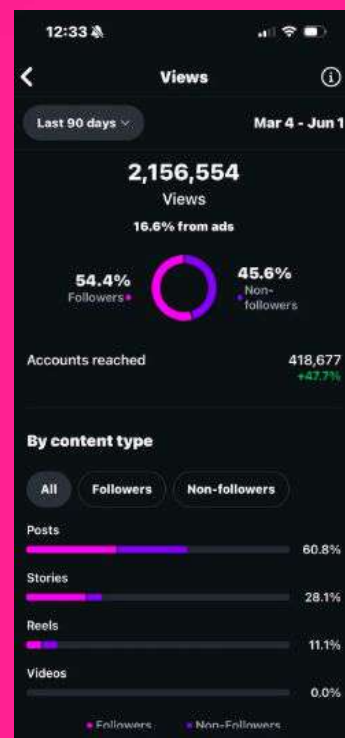 12:33
Views
Last 90 days
Mar 4 - Jun 1
2,156,554
Views
16.6% from ads
54.4%
Followers
45.6%
Non-
followers
Accounts reached
418,677
+47.7%
By content type
All
Followers
Non-followers
Posts
60.8%
Stories
28.1%
Reels
11.1%
Videos
0.0%
Followers
Non-Followers